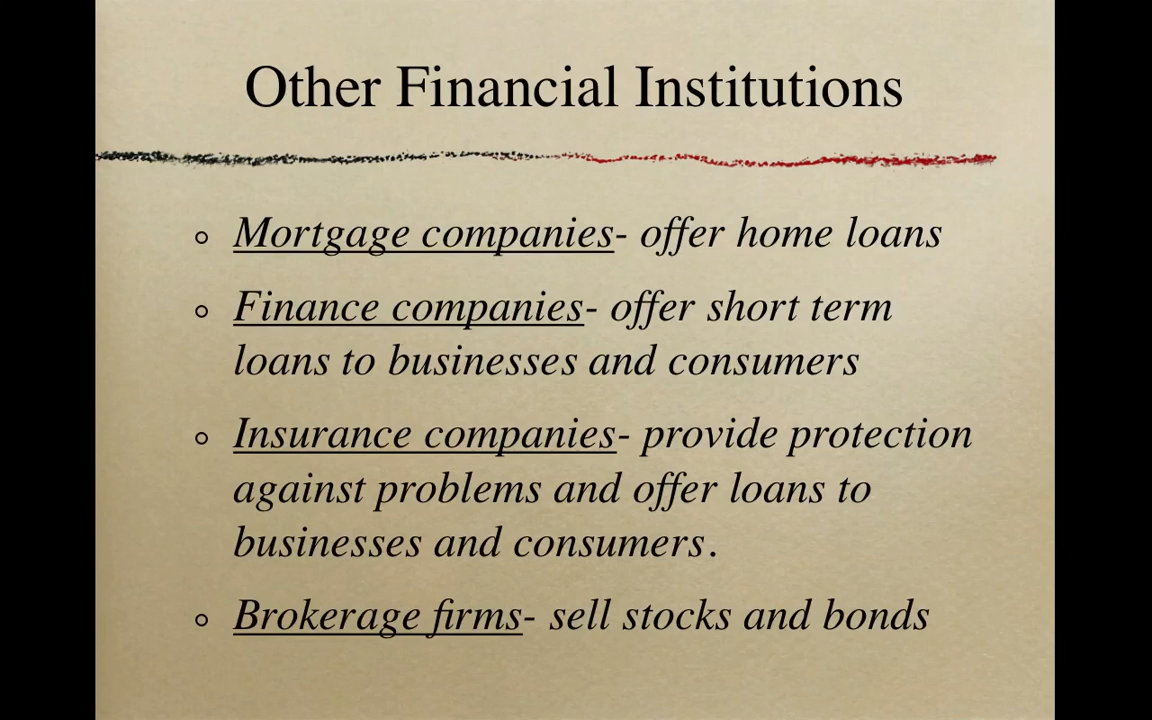 Other Financial Institutions
Mortgage companies- offer home loans
Finance companies- offer short term
loans to businesses and consumers
Insurance companies- provide protection
against problems and offer loans to
businesses and consumers.
Brokerage firms- sell stocks and bonds